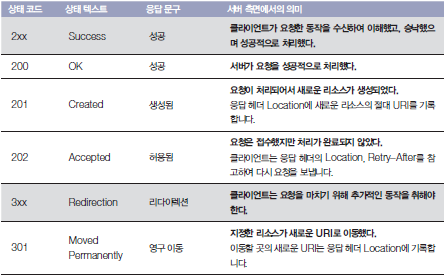 상태 코드 상태 텍스트 응답 문구 서버 측면에서의 의미
2xx Success 성공 클라이언트가 요청한 동작을 수신하여 이해했고, 승낙했으
며 성공적으로 처리했다.
200 OK 성공 서버가 요청을 성공적으로 처리했다.
201 Created 생성됨 요청이 처리되어서 새로운 리소스가 생성되었다.
응답 헤더 Location에 새로운 리소스의 절대 URI를 기록
합니다.
202 Accepted 허용됨 요청은 접수했지만 처리가 완료되지 않았다.
클라이언트는 응답 헤더의 Location, Retry-After를 참
고하여 다시 요청을 보냅니다.
3xx Redirection 리다이렉션 클라이언트는 요청을 마치기 위해 추가적인 동작을 취해야
한다.
301 Moved Permanently 영구 이동 지정한 리소스가 새로운 URI로 이동했다.
이동할 곳의 새로운 URI는 응답 헤더 Location에 기록합
니다.